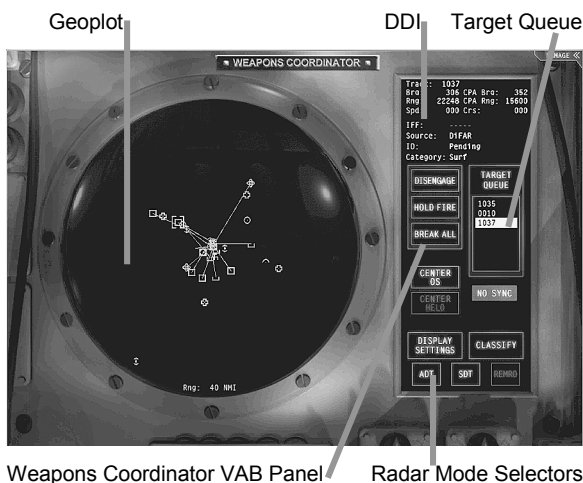 Geoplot
DDI
Target Queue
WEAPONS COORDINATOR
Track: 1037
Brg: 306 CPA Brg: 352
Rng: 22248 CPA Rng: 15600
Spd: 000 Crs: 000
IFF: -----
Source: DIFAR
ID: Pending
Category: Surf
DISENGAGE
HOLD FIRE
BREAK ALL
TARGET
QUEUE
1035
0010
1037
CENTER
OS
CENTER
HELO
NO SYNC
DISPLAY
SETTINGS
CLASSIFY
ADT
SDT
REMRO
Rng: 40 NMI
Weapons Coordinator VAB Panel
Radar Mode Selectors